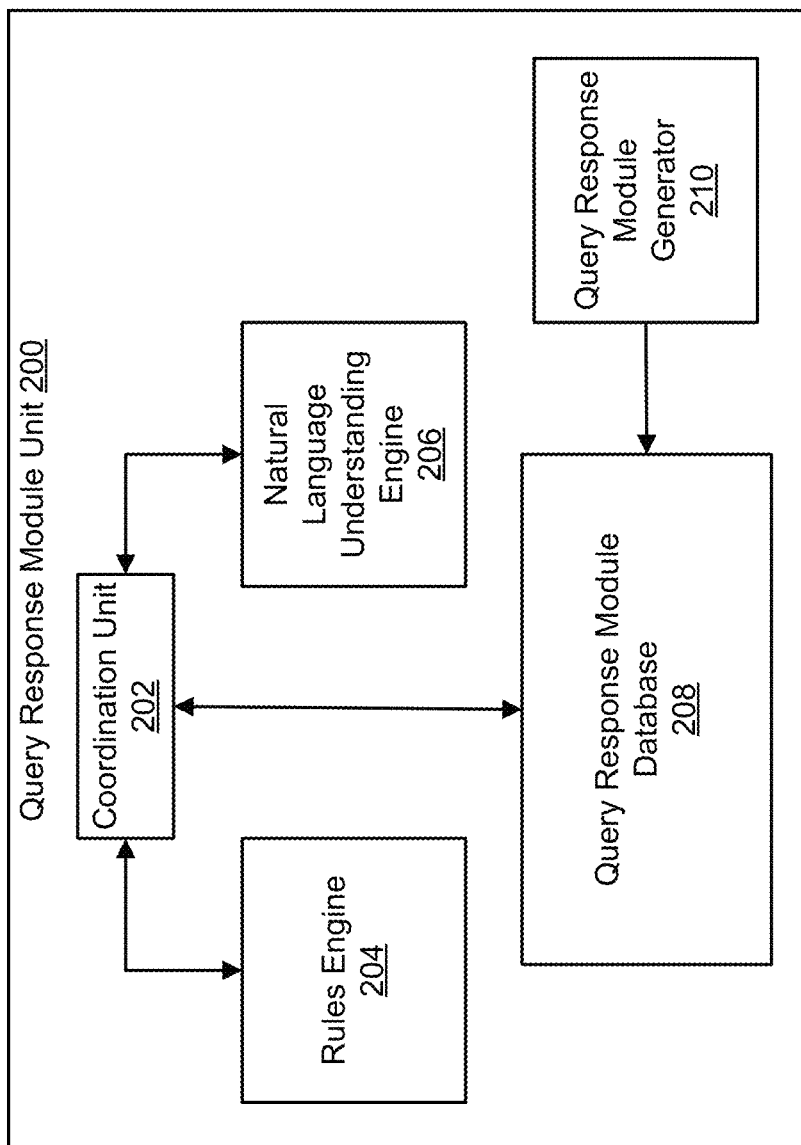 Query Response Module Unit 200
Coordination Unit
202
Rules Engine
204
Natural
Language
Understanding
Engine
206
Query Response Module
Database
208
Query Response
Module
Generator
210